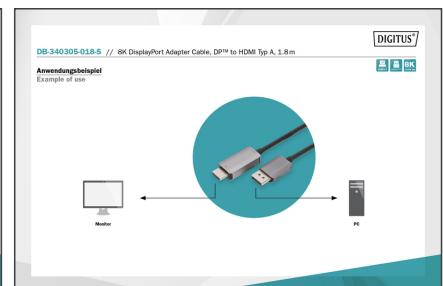 DIGITUS®
DB-340305-018-S // 8K DisplayPort Adapter Cable, DP™ to HDMI Typ A, 1.8m
Anwendungsbeispiel
Example of use
8K
Monitor
PC